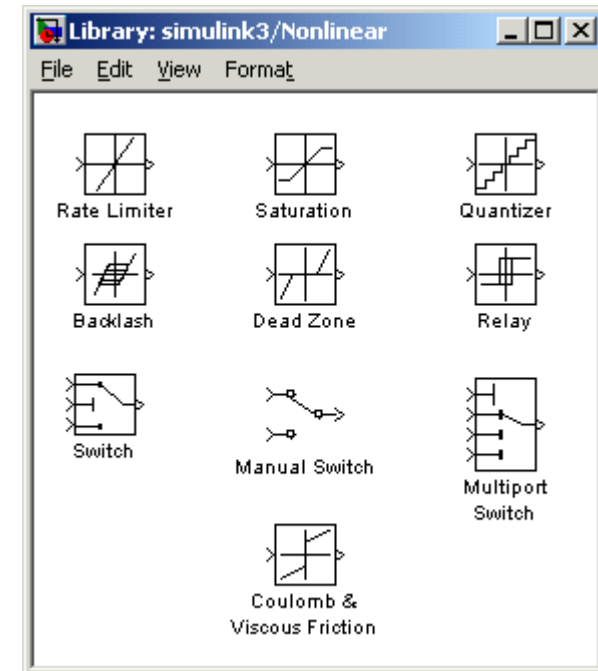 Library: simulink3/Nonlinear
File Edit View Format
Rate Limiter
Saturation
Quantizer
Backlash
Dead Zone
Relay
Switch
Manual Switch
Multiport
Switch
Coulomb &
Viscous Friction